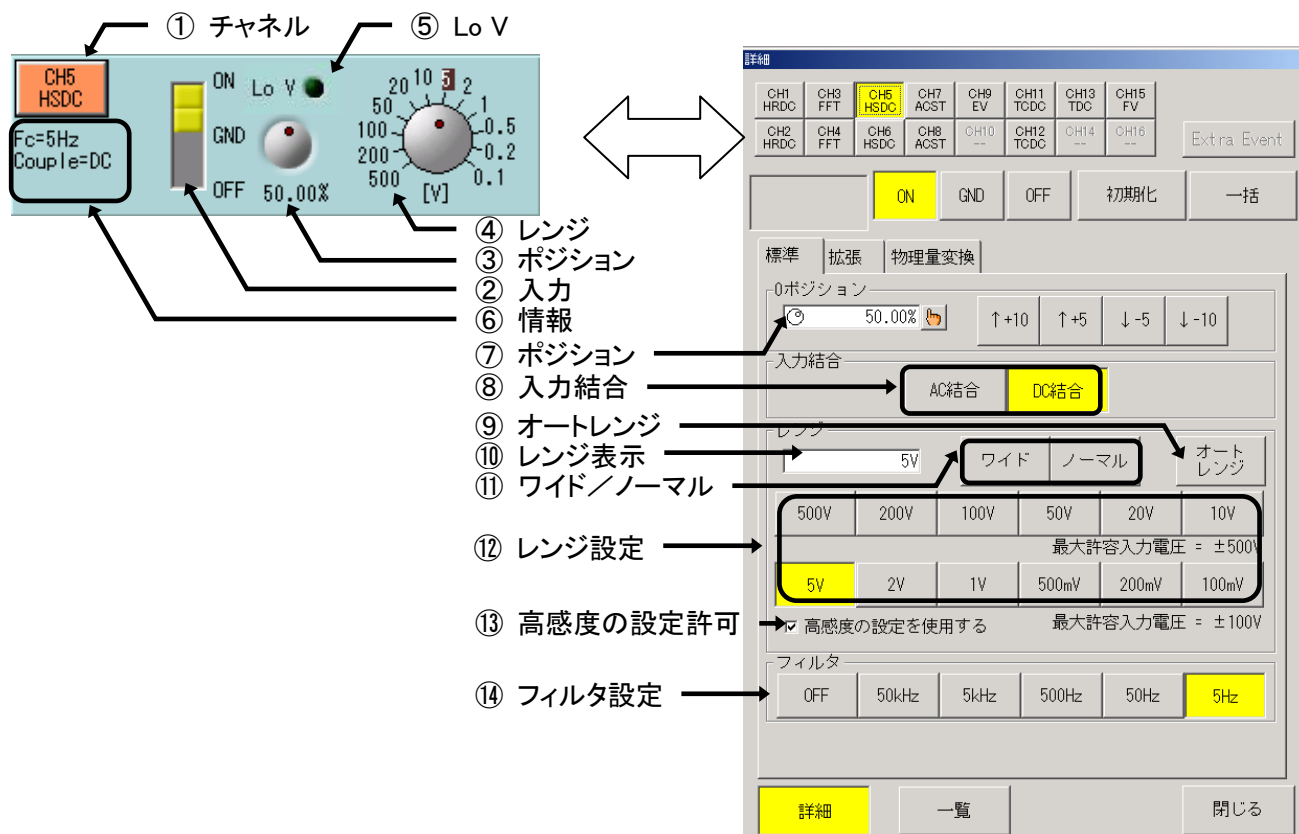 ① チャネル
⑤ Lo V
CH5
HSDC
Fc=5Hz
Couple=DC
ON
GND
OFF
Lo V
50.00%
500
200
100
50
20
10
5
2
1
0.5
0.2
0.1
[V]
④ レンジ
③ ポジション
② 入力
⑥ 情報
⑦ ポジション
⑧ 入力結合
⑨ オートレンジ
⑩ レンジ表示
⑪ ワイド／ノーマル
⑫ レンジ設定
⑬ 高感度の設定許可
⑭ フィルタ設定
詳細
CH1 HRDC
CH3 FFT
CH5 HSDC
CH7 ACST
CH9 EV
CH11 TCDC
CH13 TDC
CH15 FV
CH2 HRDC
CH4 FFT
CH6 HSDC
CH8 ACST
CH10 --
CH12 TCDC
CH14 --
CH16 --
Extra Event
ON GND OFF 初期化 一括
標準 拡張 物理量変換
0ポジション
50.00% ↑+10 ↑+5 ↓-5 ↓-10
入力結合
AC結合 DC結合
レンジ
5V ワイド ノーマル オート
レンジ
500V 200V 100V 50V 20V 10V
最大許容入力電圧 = ±500V
5V 2V 1V 500mV 200mV 100mV
高感度の設定を使用する 最大許容入力電圧 = ±100V
フィルタ
OFF 50kHz 5kHz 500Hz 50Hz 5Hz
詳細 一覧 閉じる